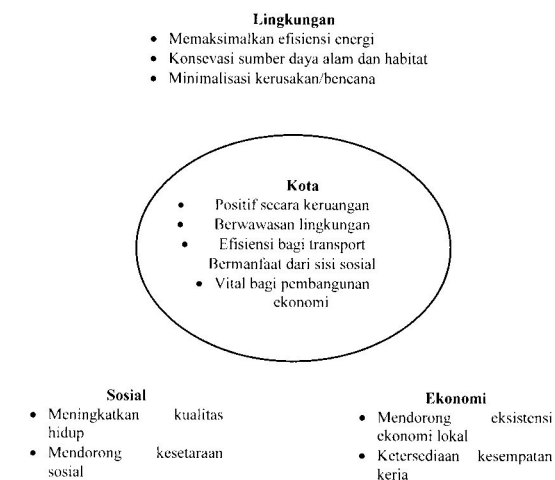 Lingkungan
• Memaksimalkan efisiensi energi
• Konsevasi sumber daya alam dan habitat
• Minimalisasi kerusakan/bencana
Kota
• Positif secara keruangan
• Berwawasan lingkungan
• Efisiensi bagi transport
Bermanfaat dari sisi sosial
• Vital bagi pembangunan
ekonomi
Sosial
• Meningkatkan kualitas
hidup
• Mendorong kesetaraan
sosial
Ekonomi
• Mendorong eksistensi
ekonomi lokal
• Ketersediaan kesempatan
kerja